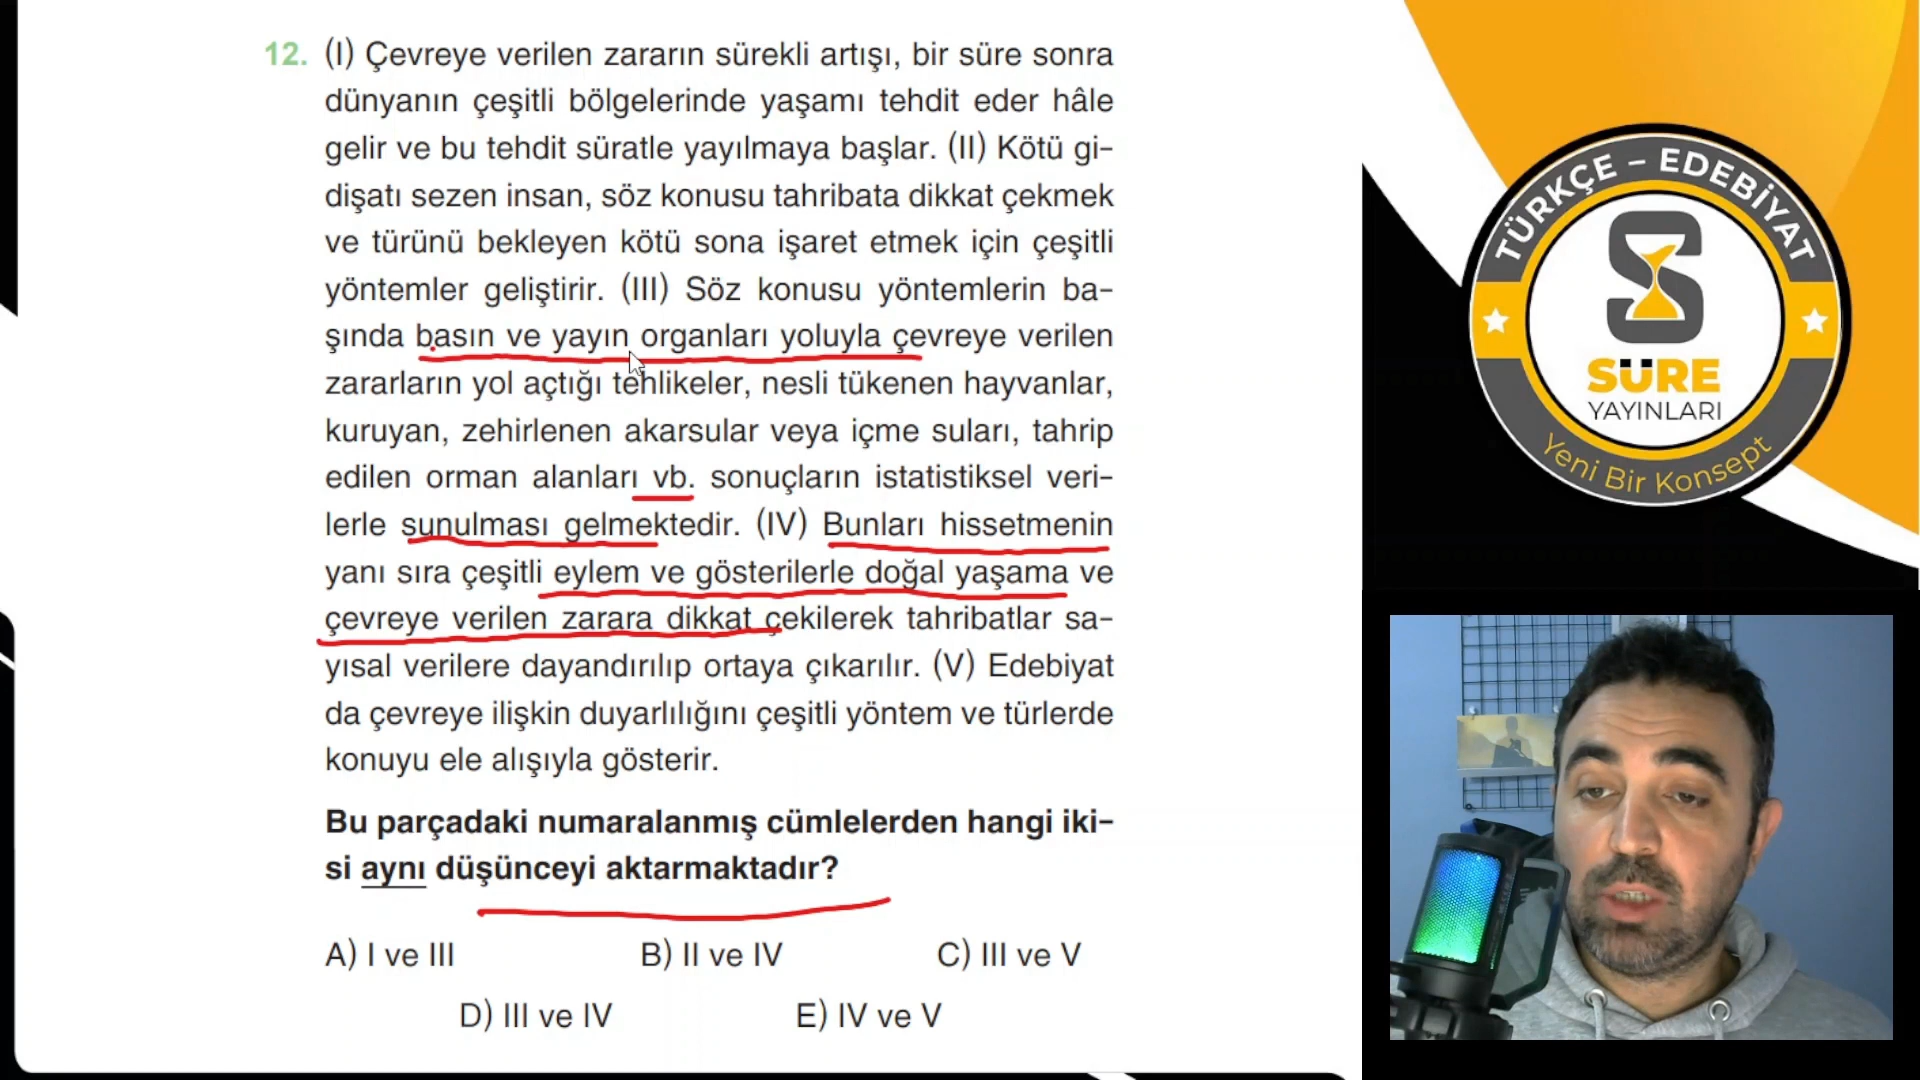 12. (I) Çevreye verilen zararın sürekli artışı, bir süre sonra
dünyanın çeşitli bölgelerinde yaşamı tehdit eder hâle
gelir ve bu tehdit süratle yayılmaya başlar. (II) Kötü gi-
dişatı sezen insan, söz konusu tahribata dikkat çekmek
ve türünü bekleyen kötü sona işaret etmek için çeşitli
yöntemler geliştirir. (III) Söz konusu yöntemlerin ba-
şında basın ve yayın organları yoluyla çevreye verilen
zararların yol açtığı tehlikeler, nesli tükenen hayvanlar,
kuruyan, zehirlenen akarsular veya içme suları, tahrip
edilen orman alanları vb. sonuçların istatistiksel veri-
lerle sunulması gelmektedir. (IV) Bunları hissetmenin
yanı sıra çeşitli eylem ve gösterilerle doğal yaşama ve
çevreye verilen zarara dikkat çekilerek tahribatlar sa-
yısal verilere dayandırılıp ortaya çıkarılır. (V) Edebiyat
da çevreye ilişkin duyarlılığını çeşitli yöntem ve türlerde
konuyu ele alışıyla gösterir.
Bu parçadaki numaralanmış cümlelerden hangi iki-
si aynı düşünceyi aktarmaktadır?
A) I ve III
B) II ve IV
C) III ve V
D) III ve IV
E) IV ve V
TÜRKÇE – EDEBİYAT
SÜRE
YAYINLARI
Yeni Bir Konsept